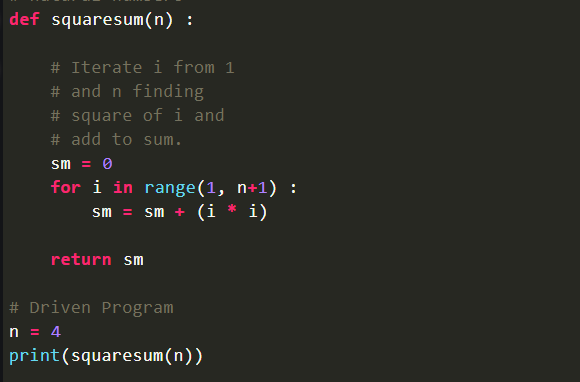 def squaresum(n) :
# Iterate i from 1
# and n finding
# square of i and
# add to sum.
sm = 0
for i in range(1, n+1) :
sm = sm + (i * i)
return sm
# Driven Program
n = 4
print(squaresum(n))